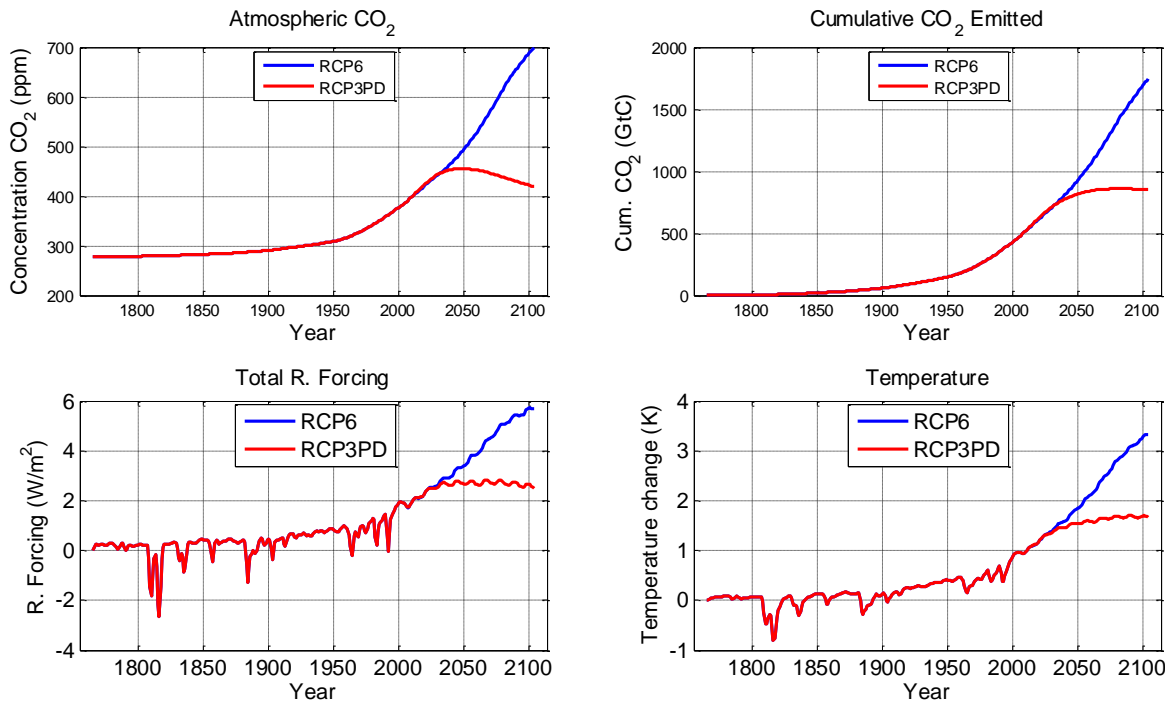 Atmospheric CO₂
Concentration CO₂ (ppm)
700
600
500
400
300
200
RCP6
RCP3PD
1800 1850 1900 1950 2000 2050 2100
Year
Cumulative CO₂ Emitted
Cum. CO₂ (GtC)
2000
1500
1000
500
0
RCP6
RCP3PD
1800 1850 1900 1950 2000 2050 2100
Year
Total R. Forcing
R. Forcing (W/m²)
6
4
2
0
-2
-4
RCP6
RCP3PD
1800 1850 1900 1950 2000 2050 2100
Year
Temperature
Temperature change (K)
4
3
2
1
0
-1
RCP6
RCP3PD
1800 1850 1900 1950 2000 2050 2100
Year